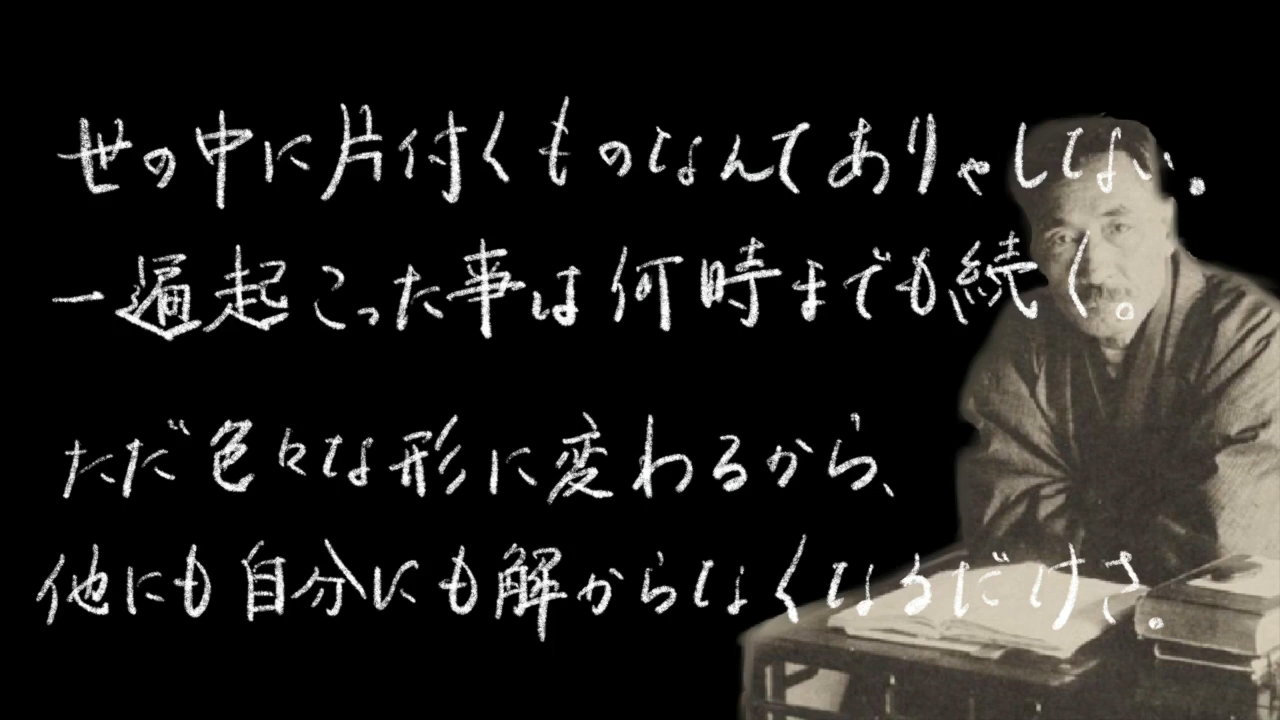 世の中に片付くものなんてありゃしない。
一遍起こった事は何時までも続く。
ただ色々な形に変わるから、
他にも自分にも解からなくなるだけさ。